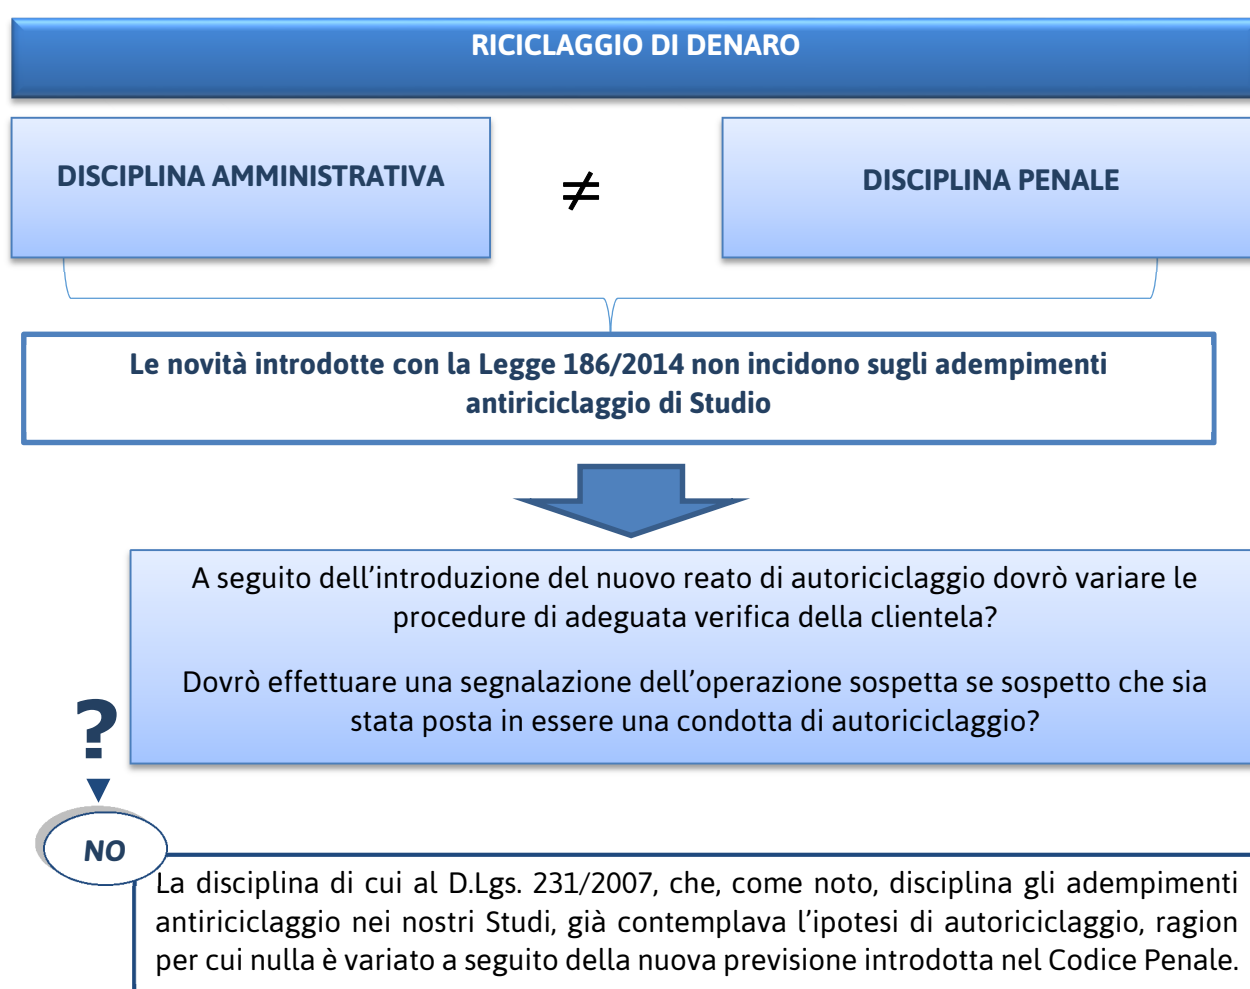 RICICLAGGIO DI DENARO
DISCIPLINA AMMINISTRATIVA
≠
DISCIPLINA PENALE
Le novità introdotte con la Legge 186/2014 non incidono sugli adempimenti
antiriciclaggio di Studio
A seguito dell’introduzione del nuovo reato di autoriciclaggio dovrò variare le
procedure di adeguata verifica della clientela?
Dovrò effettuare una segnalazione dell’operazione sospetta se sospetto che sia
stata posta in essere una condotta di autoriciclaggio?
?
NO
La disciplina di cui al D.Lgs. 231/2007, che, come noto, disciplina gli adempimenti
antiriciclaggio nei nostri Studi, già contemplava l’ipotesi di autoriciclaggio, ragion
per cui nulla è variato a seguito della nuova previsione introdotta nel Codice Penale.